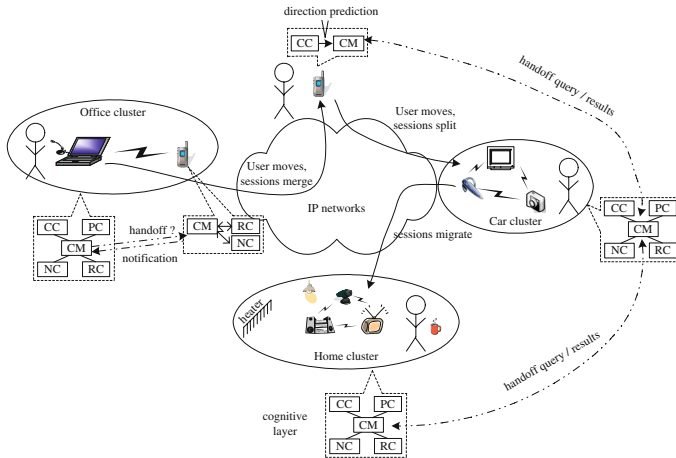 direction prediction
CC CM
handoff query / results
Office cluster
User moves,
sessions split
User moves,
sessions merge
IP networks
Car cluster
CC PC
CM
NC RC
handoff ?
notification
CM RC
NC
sessions migrate
CC PC
CM
NC RC
heater
Home cluster
handoff query / results
cognitive
layer
CC PC
CM
NC RC